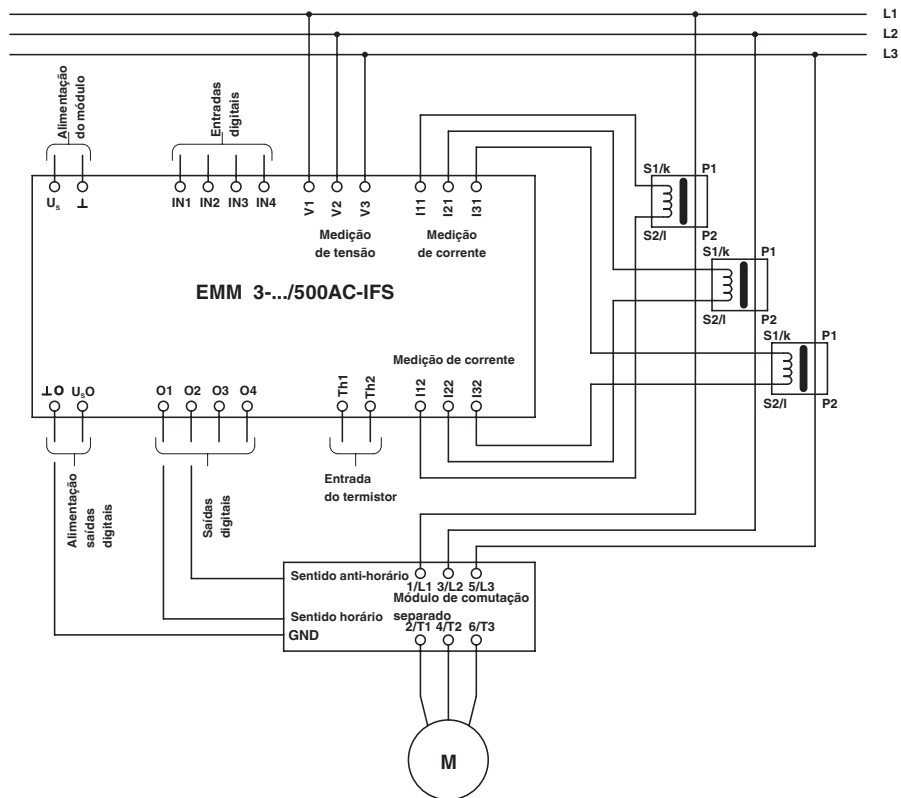 L1
L2
L3
Alimentação
do módulo
Entradas
digitais
Us
⊥
IN1
IN2
IN3
IN4
V1
V2
V3
I11
I21
I31
Medição
de tensão
Medição
de corrente
S1/k
P1
S2/l
P2
S1/k
P1
S2/l
P2
S1/k
P1
S2/l
P2
EMM 3-.../500AC-IFS
Medição de corrente
⊥O
UsO
O1
O2
O3
O4
Th1
Th2
I12
I22
I32
Alimentação
saídas
digitais
Saídas
digitais
Entrada
do termistor
Sentido anti-horário
1/L1
3/L2
5/L3
Módulo de comutação
separado
Sentido horário
GND
2/T1
4/T2
6/T3
M